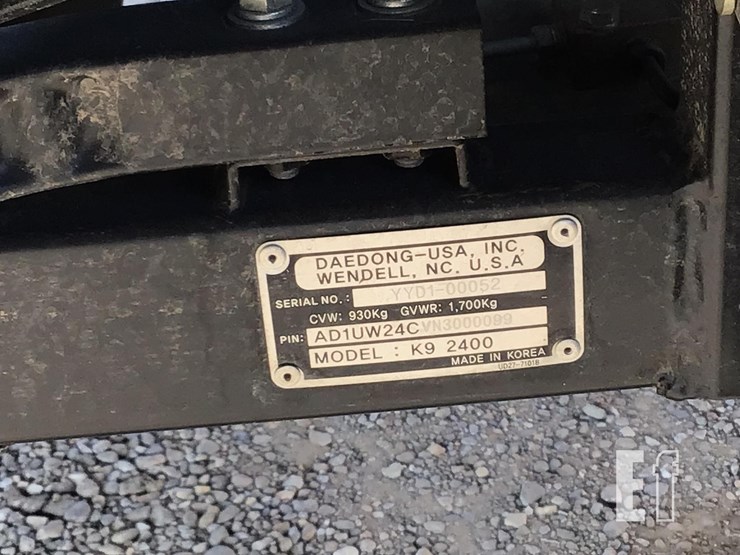 DAEDONG-USA, INC.
WENDELL, NC. U.S.A
SERIAL NO. : YYD1-00052
CVW: 930Kg GVWR: 1,700Kg
PIN: AD1UW24CVN3000099
MODEL : K9 2400
MADE IN KOREA
UD27-7101B
Ef